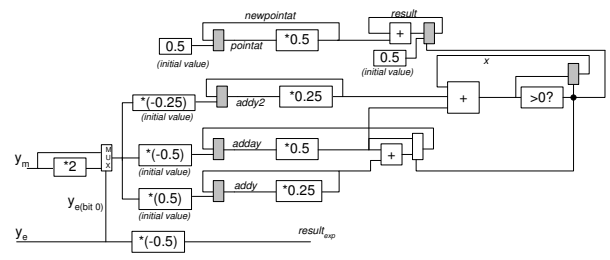 newpointat
result
0.5
pointat
*0.5
+
0.5
(initial value)
(initial value)
x
*(-0.25)
addy2
*0.25
+
>0?
(initial value)
MUX
*(-0.5)
adday
*0.5
+
(initial value)
ym
*2
*(0.5)
addy
*0.25
(initial value)
ye(bit 0)
ye
*(-0.5)
resultexp